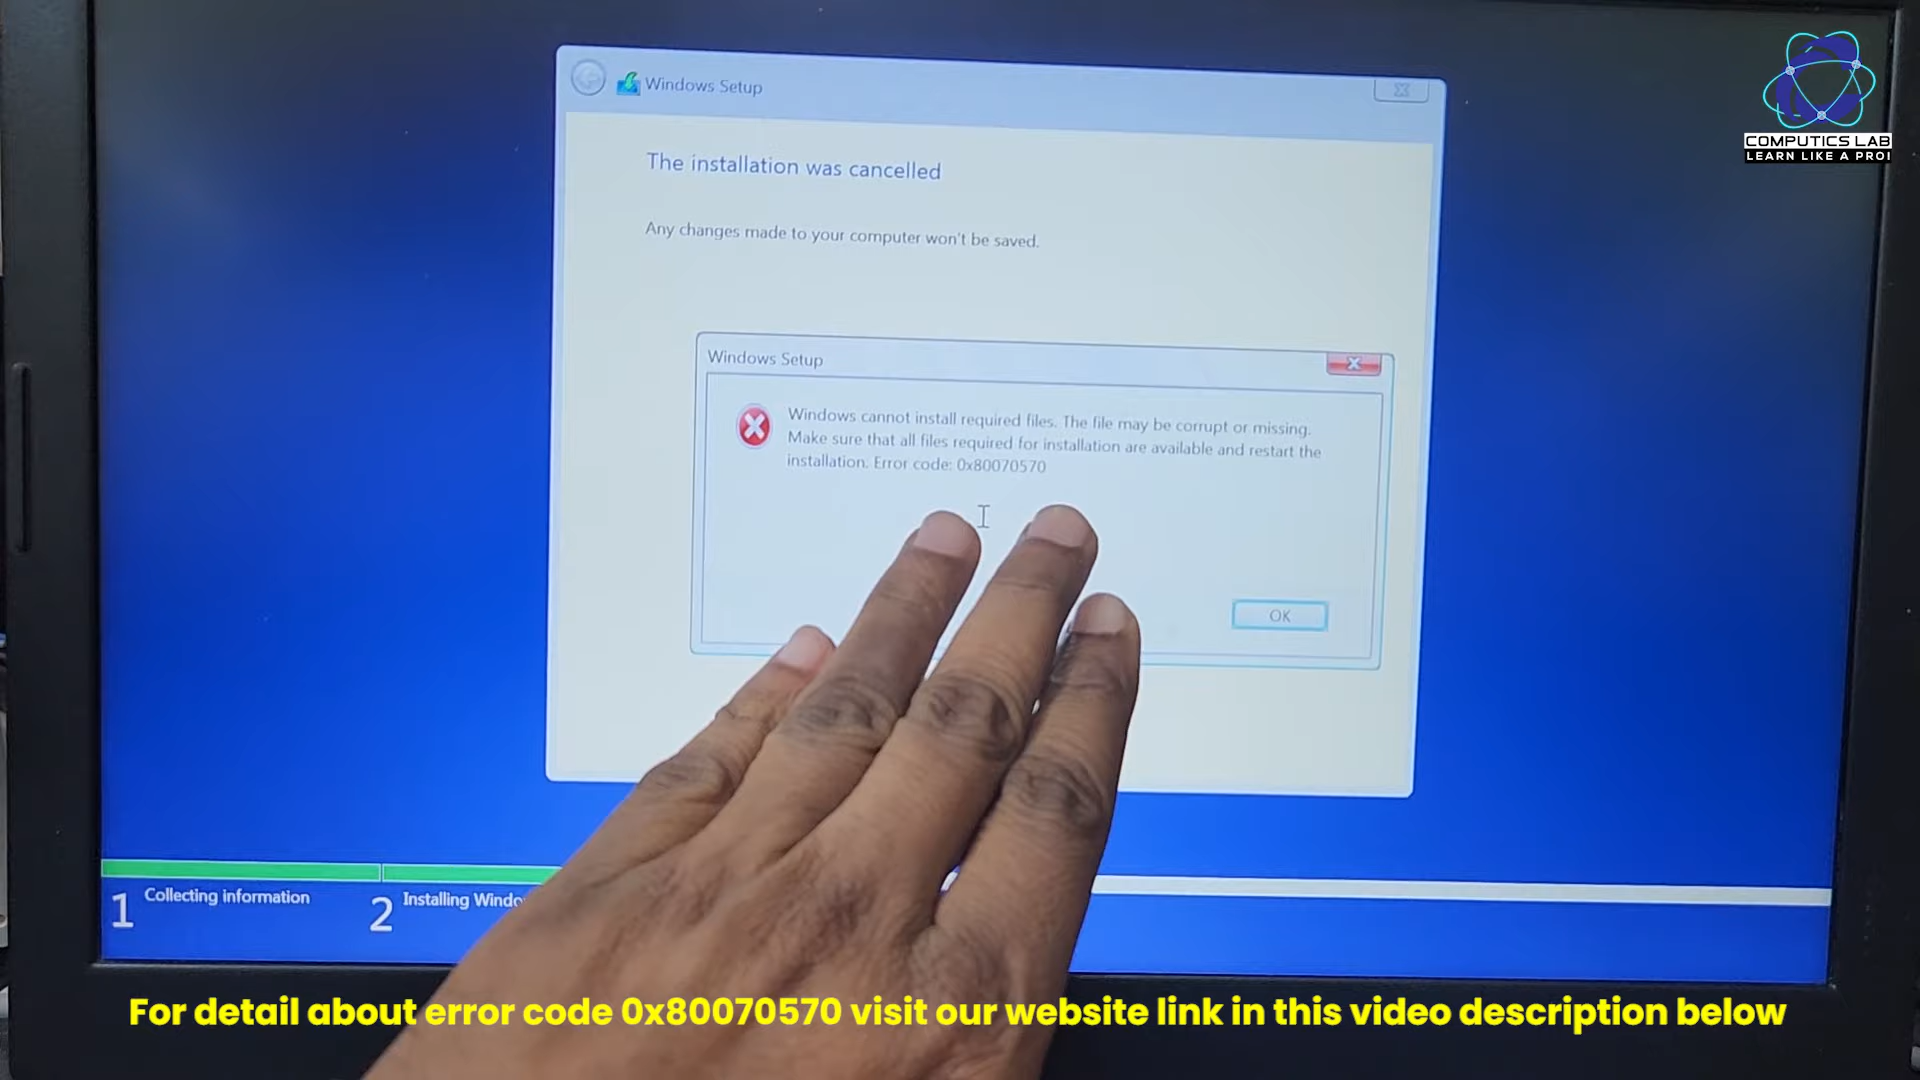 COMPUTICS LAB
LEARN LIKE A PRO!
Windows Setup
The installation was cancelled
Any changes made to your computer won't be saved.
Windows Setup
Windows cannot install required files. The file may be corrupt or missing.
Make sure that all files required for installation are available and restart the
installation. Error code: 0x80070570
OK
1 Collecting information
2 Installing
For detail about error code 0x80070570 visit our website link in this video description below